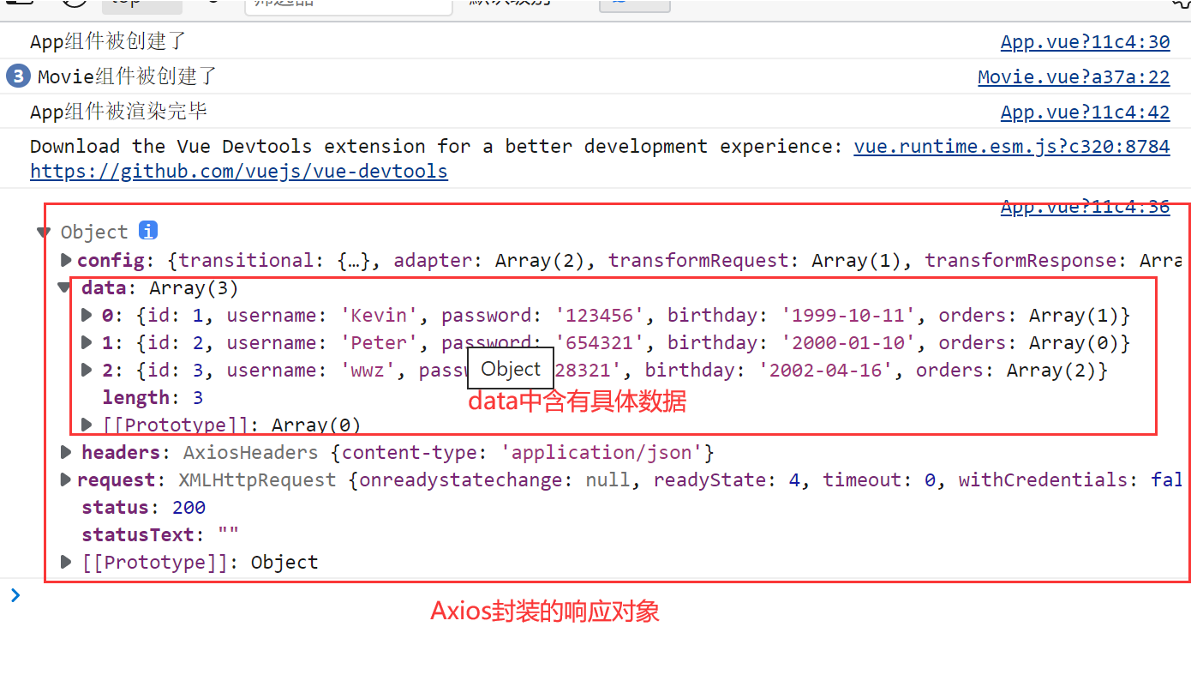 top
筛选器
默认级别
App组件被创建了 App.vue?11c4:30
3 Movie组件被创建了 Movie.vue?a37a:22
App组件被渲染完毕 App.vue?11c4:42
Download the Vue Devtools extension for a better development experience: vue.runtime.esm.js?c320:8784
https://github.com/vuejs/vue-devtools
App.vue?11c4:36
Object i
config: {transitional: {…}, adapter: Array(2), transformRequest: Array(1), transformResponse: Arra
data: Array(3)
0: {id: 1, username: 'Kevin', password: '123456', birthday: '1999-10-11', orders: Array(1)}
1: {id: 2, username: 'Peter', password: '654321', birthday: '2000-01-10', orders: Array(0)}
2: {id: 3, username: 'wwz', passw Object 28321', birthday: '2002-04-16', orders: Array(2)}
length: 3
data中含有具体数据
[[Prototype]]: Array(0)
headers: AxiosHeaders {content-type: 'application/json'}
request: XMLHttpRequest {onreadystatechange: null, readyState: 4, timeout: 0, withCredentials: fal
status: 200
statusText: ""
[[Prototype]]: Object
Axios封装的响应对象